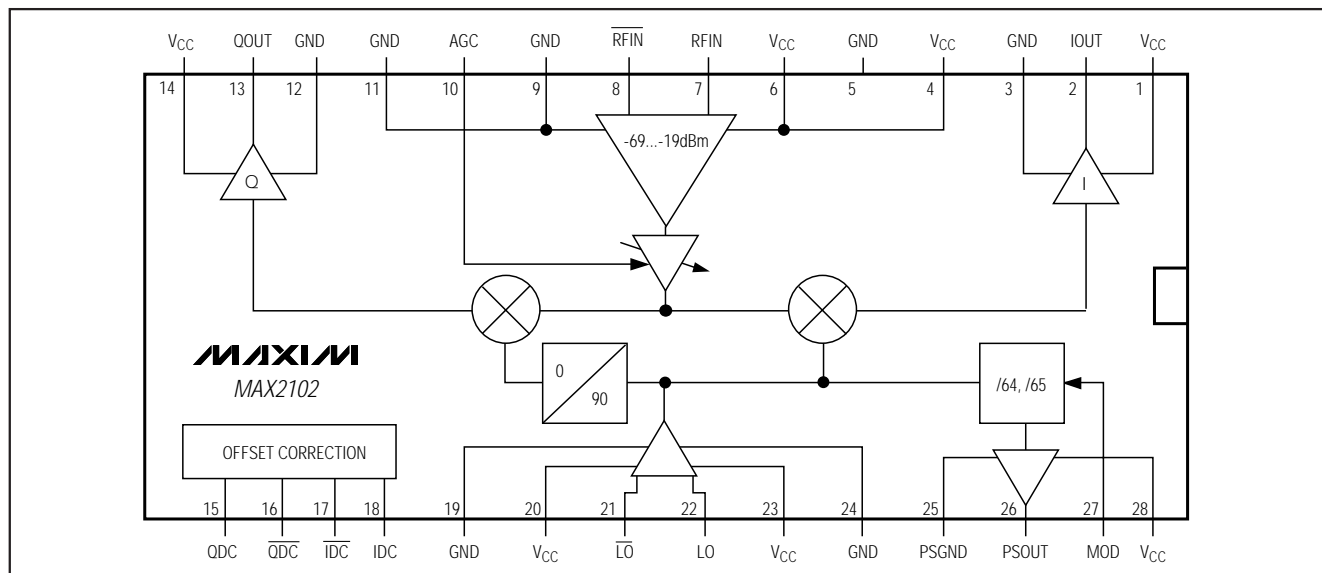 VCC QOUT GND GND AGC GND RFIN RFIN VCC GND VCC GND IOUT VCC
14 13 12 11 10 9 8 7 6 5 4 3 2 1
-69...-19dBm
Q
I
MAXIM
MAX2102
0
90
/64, /65
OFFSET CORRECTION
15 16 17 18 19 20 21 22 23 24 25 26 27 28
QDC QDC IDC IDC GND VCC LO LO VCC GND PSGND PSOUT MOD VCC